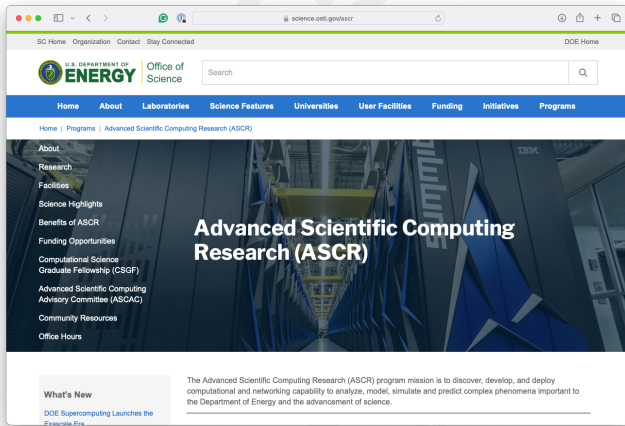 science.osti.gov/ascr
SC Home Organization Contact Stay Connected
DOE Home
U.S. DEPARTMENT OF
ENERGY
Office of
Science
Search
Home About Laboratories Science Features Universities User Facilities Funding Initiatives Programs
Home | Programs | Advanced Scientific Computing Research (ASCR)
About
Research
Facilities
Science Highlights
Benefits of ASCR
Funding Opportunities
Computational Science
Graduate Fellowship (CSGF)
Advanced Scientific Computing
Advisory Committee (ASCAC)
Community Resources
Office Hours
IBM
Advanced Scientific Computing
Research (ASCR)
The Advanced Scientific Computing Research (ASCR) program mission is to discover, develop, and deploy
computational and networking capability to analyze, model, simulate and predict complex phenomena important to
the Department of Energy and the advancement of science.
What's New
DOE Supercomputing Launches the
Exascale Era